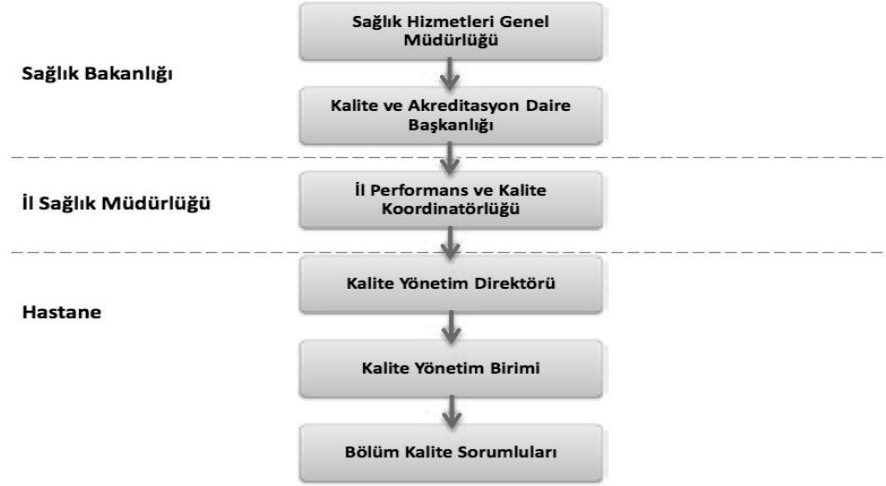 Sağlık Hizmetleri Genel
Müdürlüğü
Sağlık Bakanlığı
Kalite ve Akreditasyon Daire
Başkanlığı
İl Sağlık Müdürlüğü
İl Performans ve Kalite
Koordinatörlüğü
Kalite Yönetim Direktörü
Hastane
Kalite Yönetim Birimi
Bölüm Kalite Sorumluları